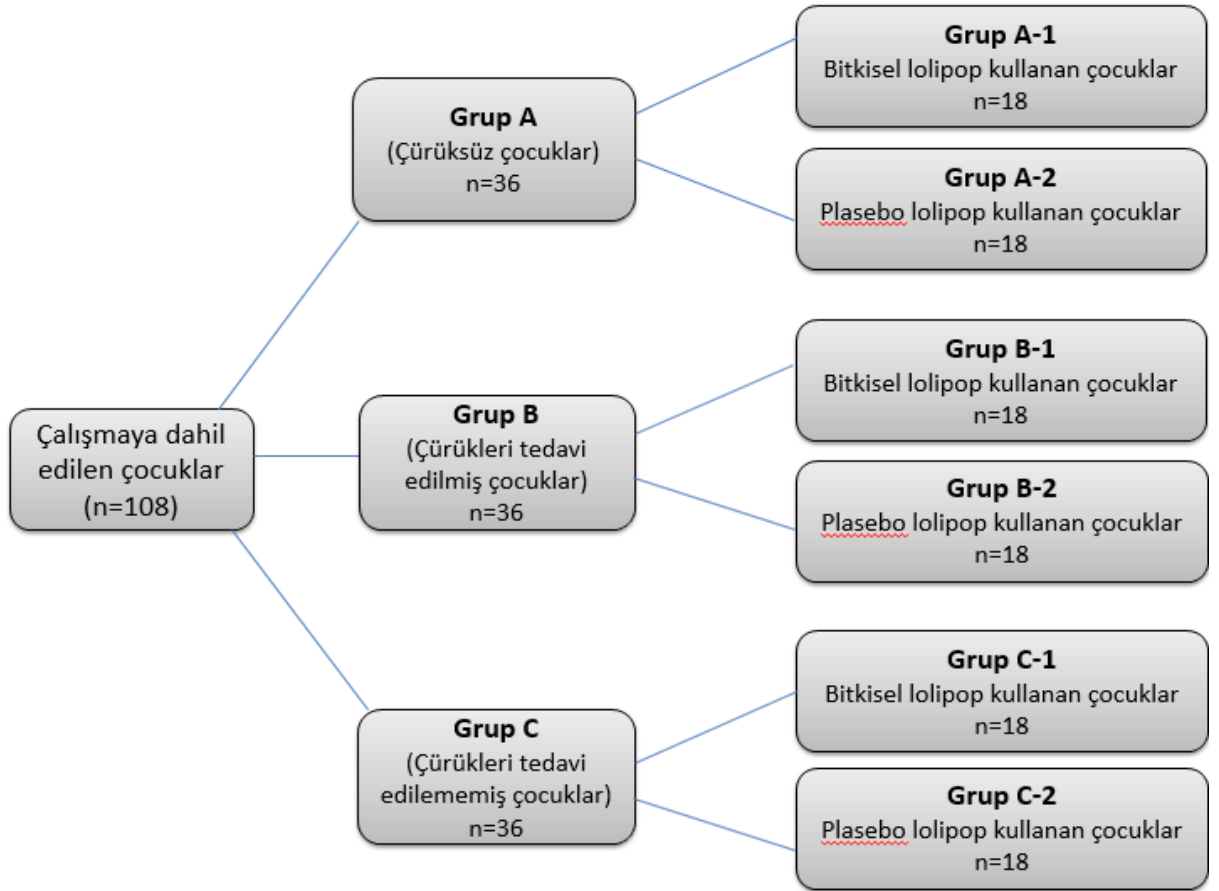 Çalışmaya dahil
edilen çocuklar
(n=108)
Grup A
(Çürüksüz çocuklar)
n=36
Grup A-1
Bitkisel lolipop kullanan çocuklar
n=18
Grup A-2
Plasebo lolipop kullanan çocuklar
n=18
Grup B
(Çürükleri tedavi
edilmiş çocuklar)
n=36
Grup B-1
Bitkisel lolipop kullanan çocuklar
n=18
Grup B-2
Plasebo lolipop kullanan çocuklar
n=18
Grup C
(Çürükleri tedavi
edilememiş çocuklar)
n=36
Grup C-1
Bitkisel lolipop kullanan çocuklar
n=18
Grup C-2
Plasebo lolipop kullanan çocuklar
n=18